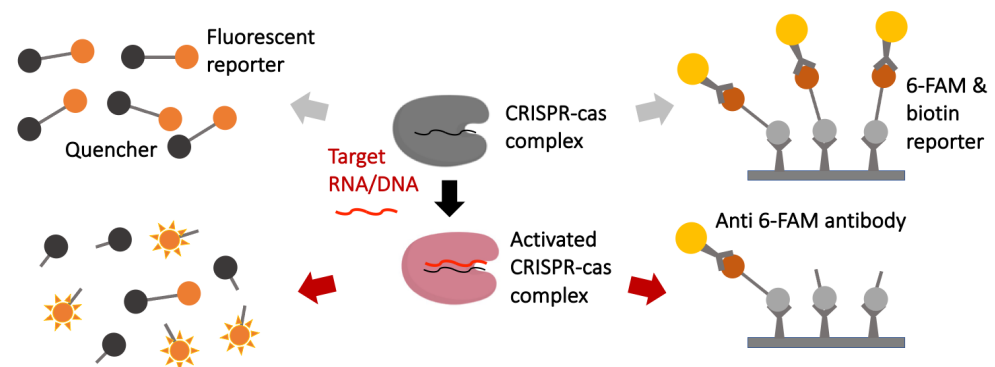 Fluorescent
reporter
Quencher
CRISPR-cas
complex
6-FAM &
biotin
reporter
Target
RNA/DNA
Activated
CRISPR-cas
complex
Anti 6-FAM antibody